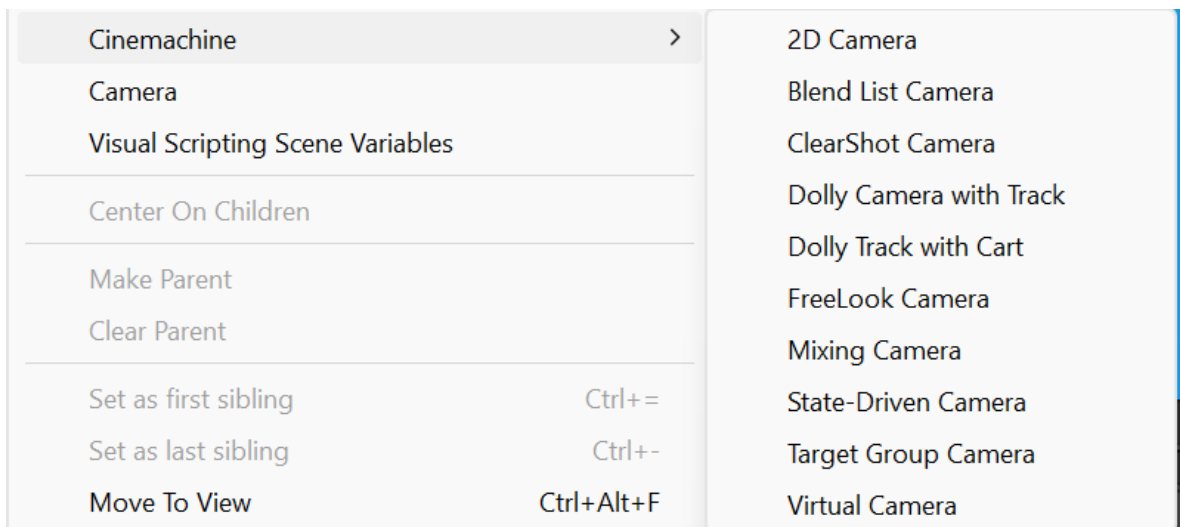 Cinemachine
Camera
Visual Scripting Scene Variables
Center On Children
Make Parent
Clear Parent
Set as first sibling Ctrl+=
Set as last sibling Ctrl+-
Move To View Ctrl+Alt+F
2D Camera
Blend List Camera
ClearShot Camera
Dolly Camera with Track
Dolly Track with Cart
FreeLook Camera
Mixing Camera
State-Driven Camera
Target Group Camera
Virtual Camera